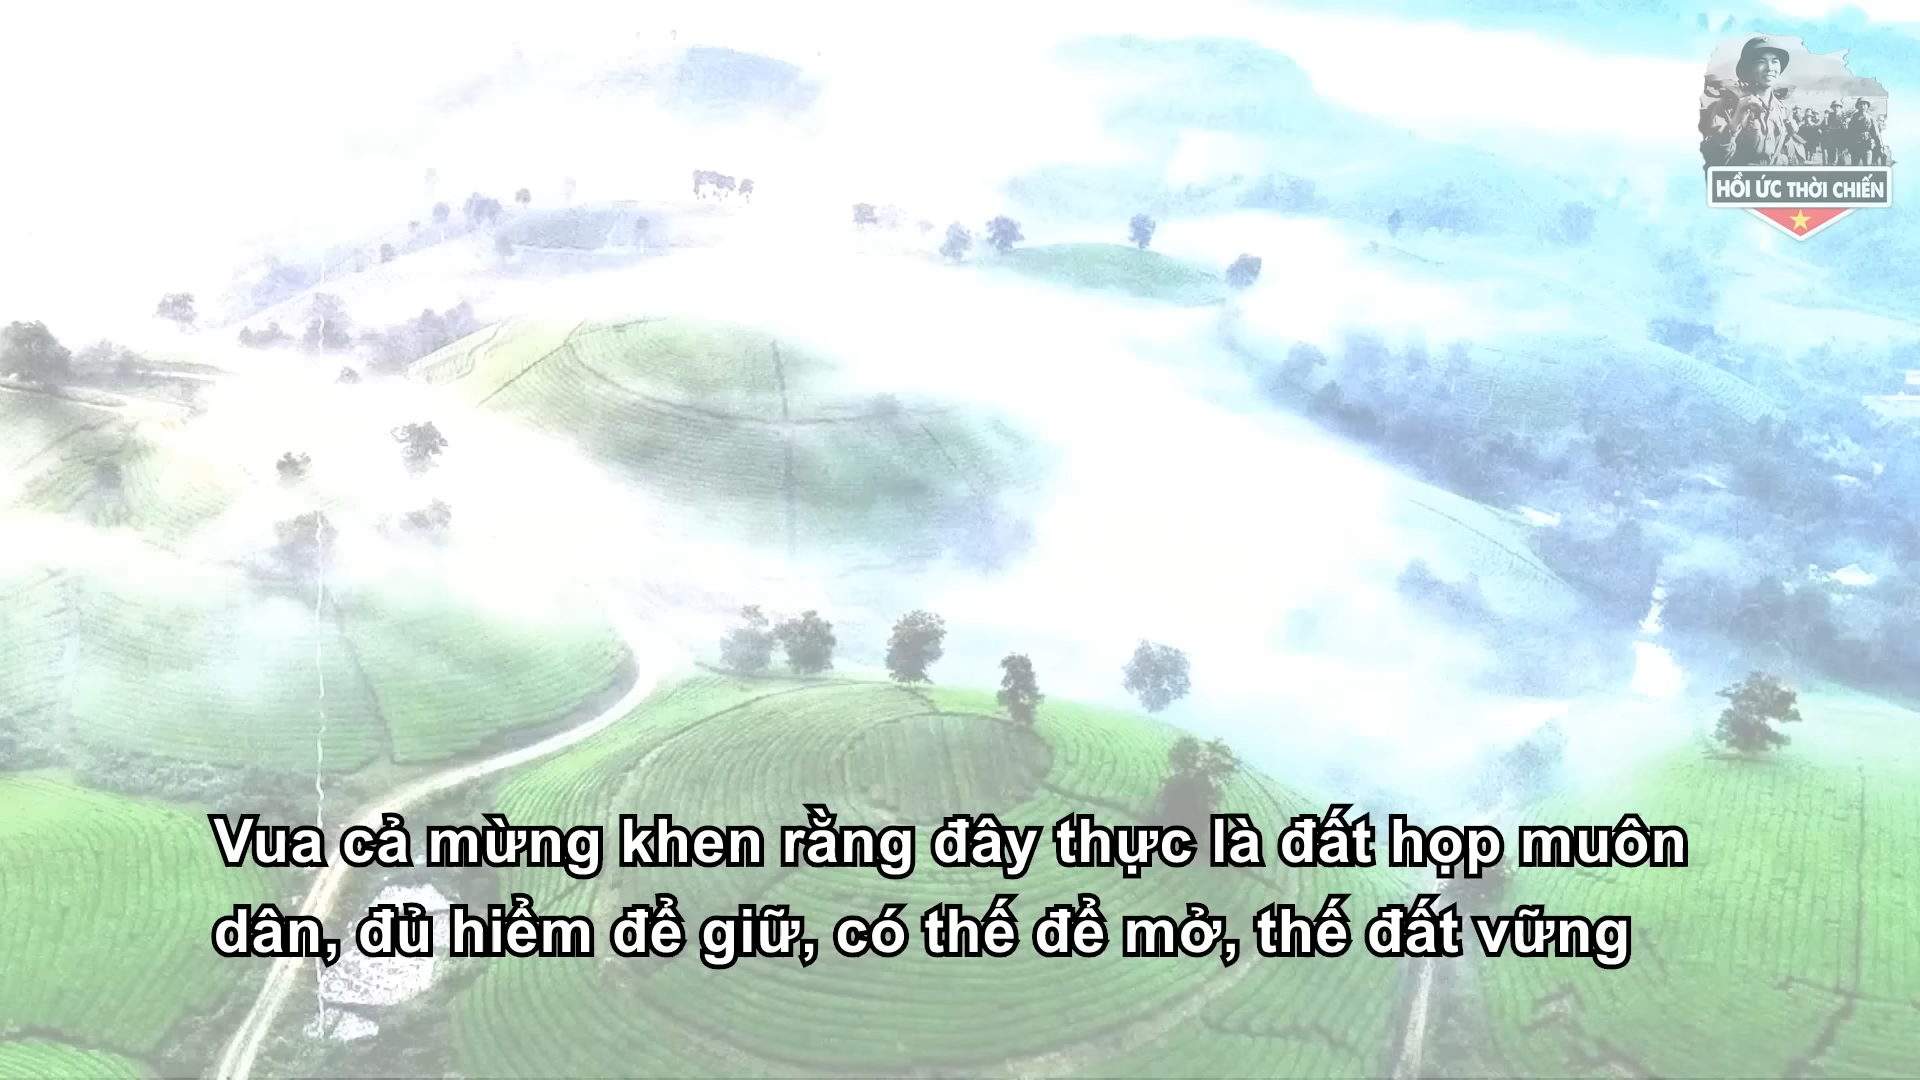 HỒI ỨC THỜI CHIẾN
Vua cả mừng khen rằng đây thực là đất họp muôn
dân, đủ hiểm để giữ, có thế để mở, thế đất vững